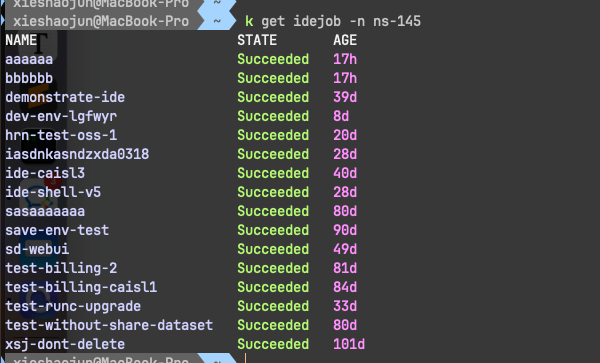 xieshaojun@MacBook-Pro ~
xieshaojun@MacBook-Pro ~ k get idejob -n ns-145
NAME STATE AGE
aaaaaa Succeeded 17h
bbbbbb Succeeded 17h
demonstrate-ide Succeeded 39d
dev-env-lgfwyr Succeeded 8d
hrn-test-oss-1 Succeeded 20d
iasdnkasndzxda0318 Succeeded 28d
ide-caisl3 Succeeded 40d
ide-shell-v5 Succeeded 28d
sasaaaaaaa Succeeded 80d
save-env-test Succeeded 90d
sd-webui Succeeded 49d
test-billing-2 Succeeded 81d
test-billing-caisl1 Succeeded 84d
test-runc-upgrade Succeeded 33d
test-without-share-dataset Succeeded 80d
xsj-dont-delete Succeeded 101d
xieshaojun@MacBook-Pro ~